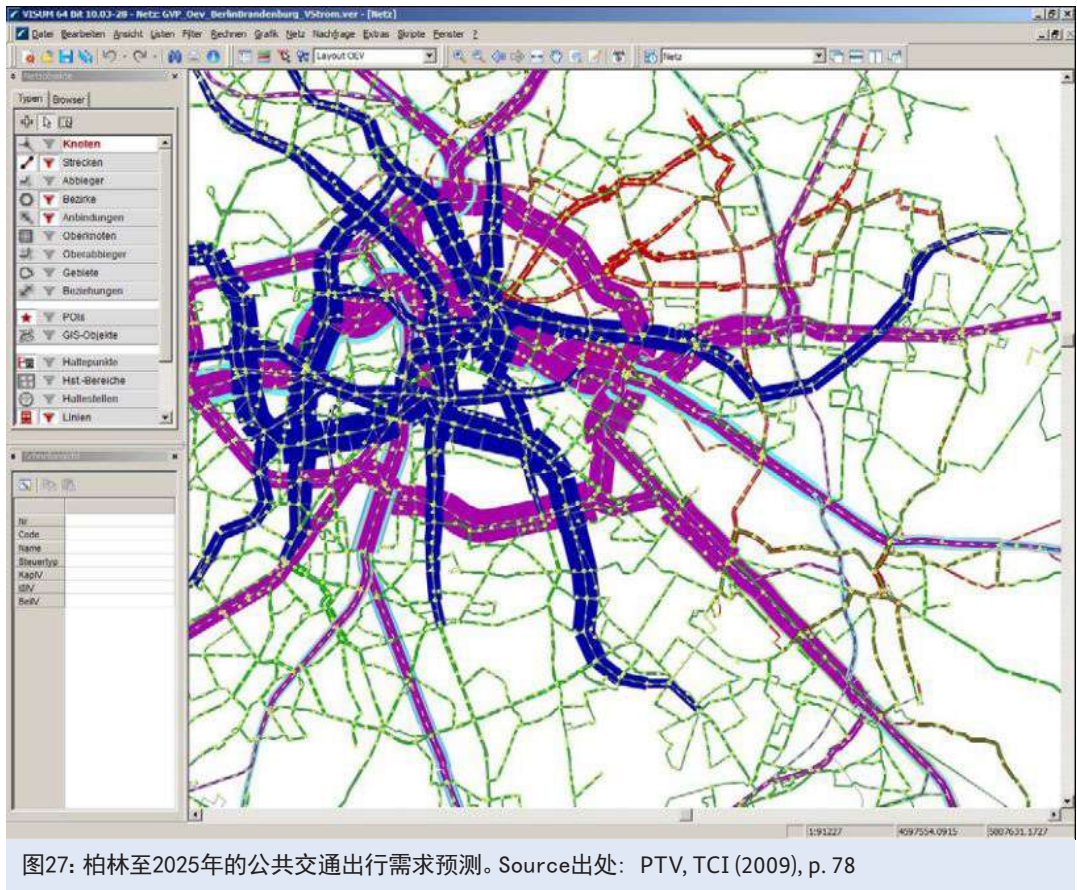 VISUM 64 Bit 10.03-28 - Netz: GVP_Oev_BerlinBrandenburg_VStrom.ver - [Netz]
Datei Bearbeiten Ansicht Listen Filter Rechnen Grafik Netz Nachfrage Extras Skripte Fenster ?
Layout OEV
Netz
Netzobjekte
Typen Browser
Knoten
Strecken
Abbieger
Bezirke
Anbindungen
Oberknoten
Oberabbieger
Gebiete
Beziehungen
POIs
GIS-Objekte
Haltepunkte
Hst.-Bereiche
Haltestellen
Linien
Schnellansicht
Nr
Code
Name
Steuertyp
KapIV
BelIV
1:91227 4597554.0915 5807631.1727
图27: 柏林至2025年的公共交通出行需求预测。Source出处: PTV, TCI (2009), p. 78